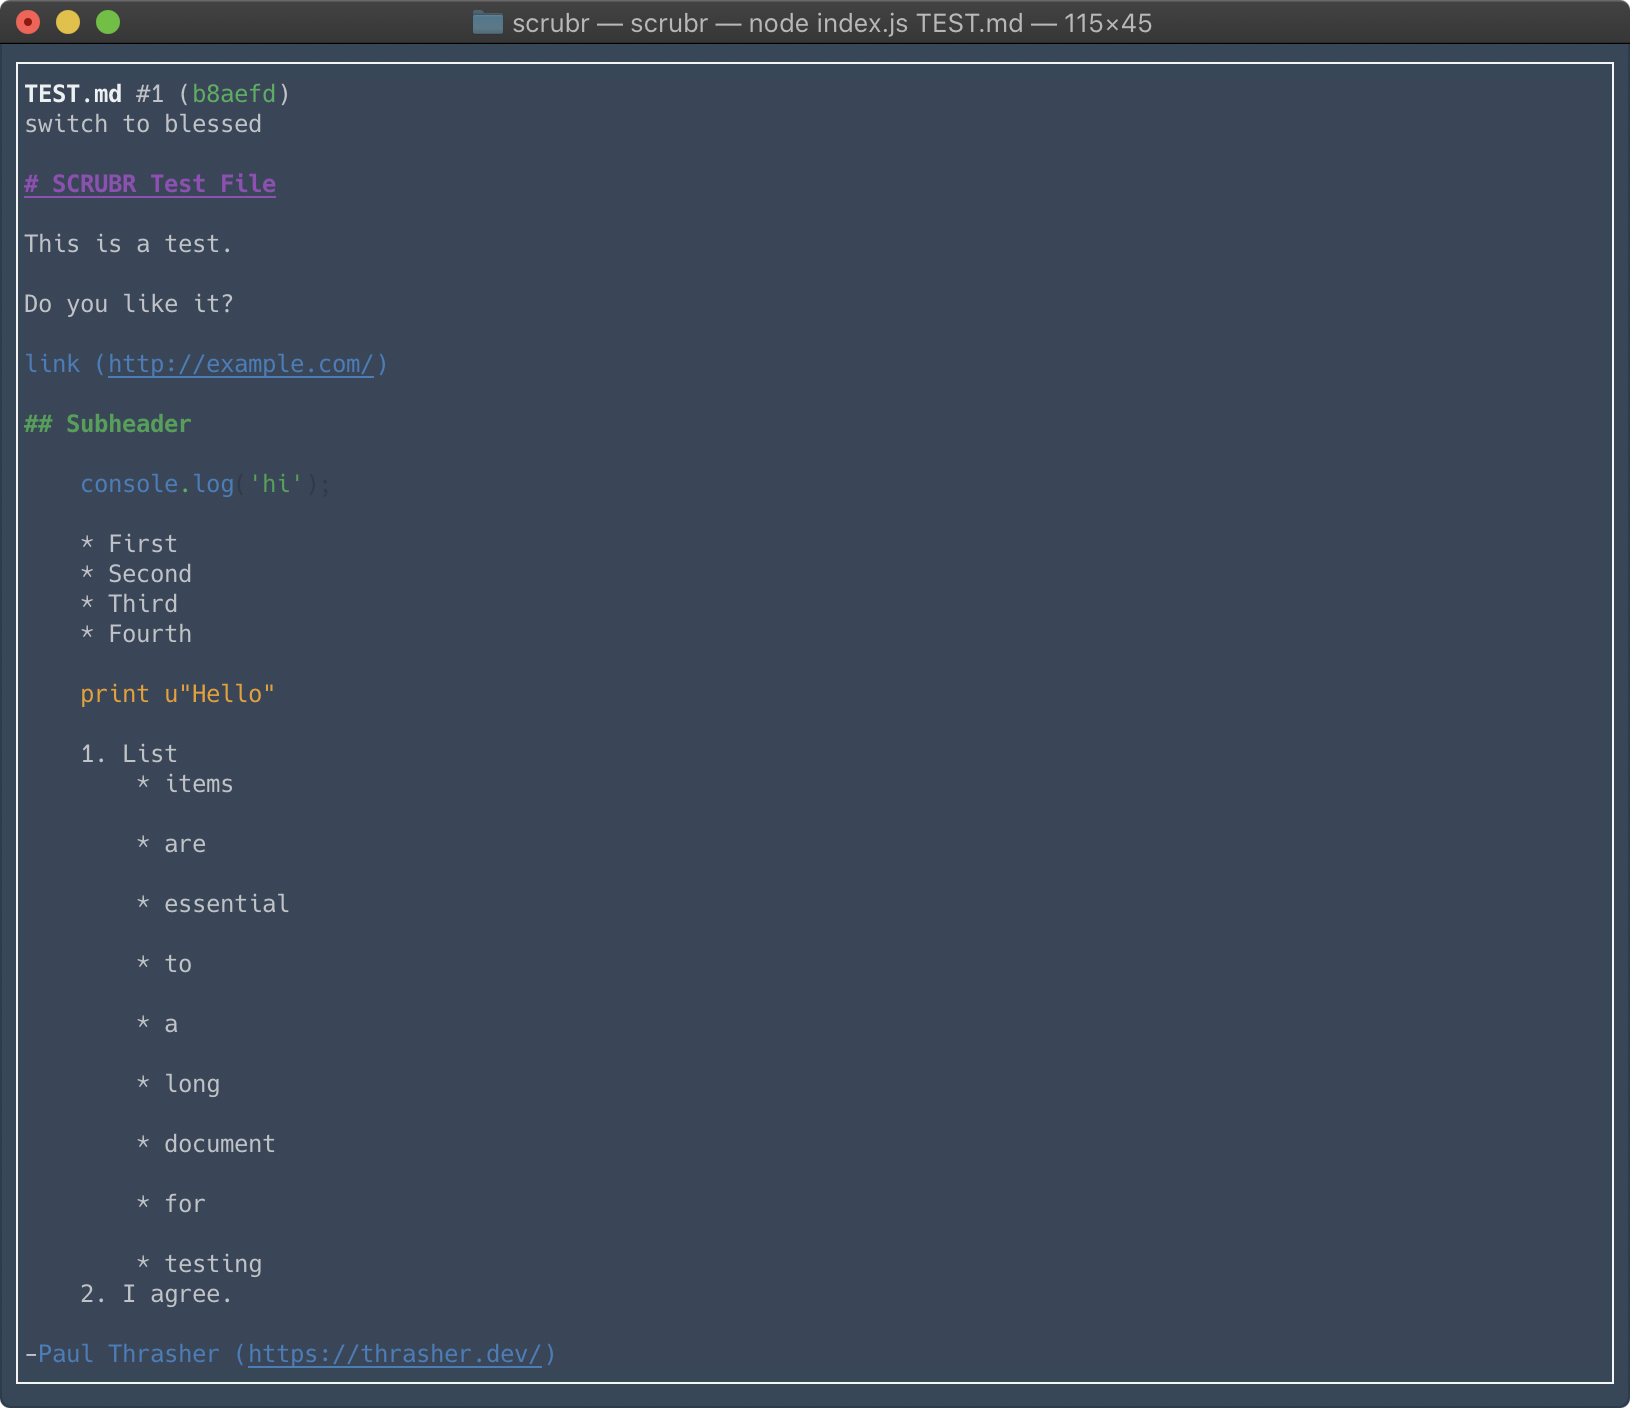 scrubr — scrubr — node index.js TEST.md — 115×45
TEST.md #1 (b8aefd)
switch to blessed
# SCRUBR Test File
This is a test.
Do you like it?
link (http://example.com/)
## Subheader
console.log('hi');
* First
* Second
* Third
* Fourth
print u"Hello"
1. List
* items
* are
* essential
* to
* a
* long
* document
* for
* testing
2. I agree.
–Paul Thrasher (https://thrasher.dev/)